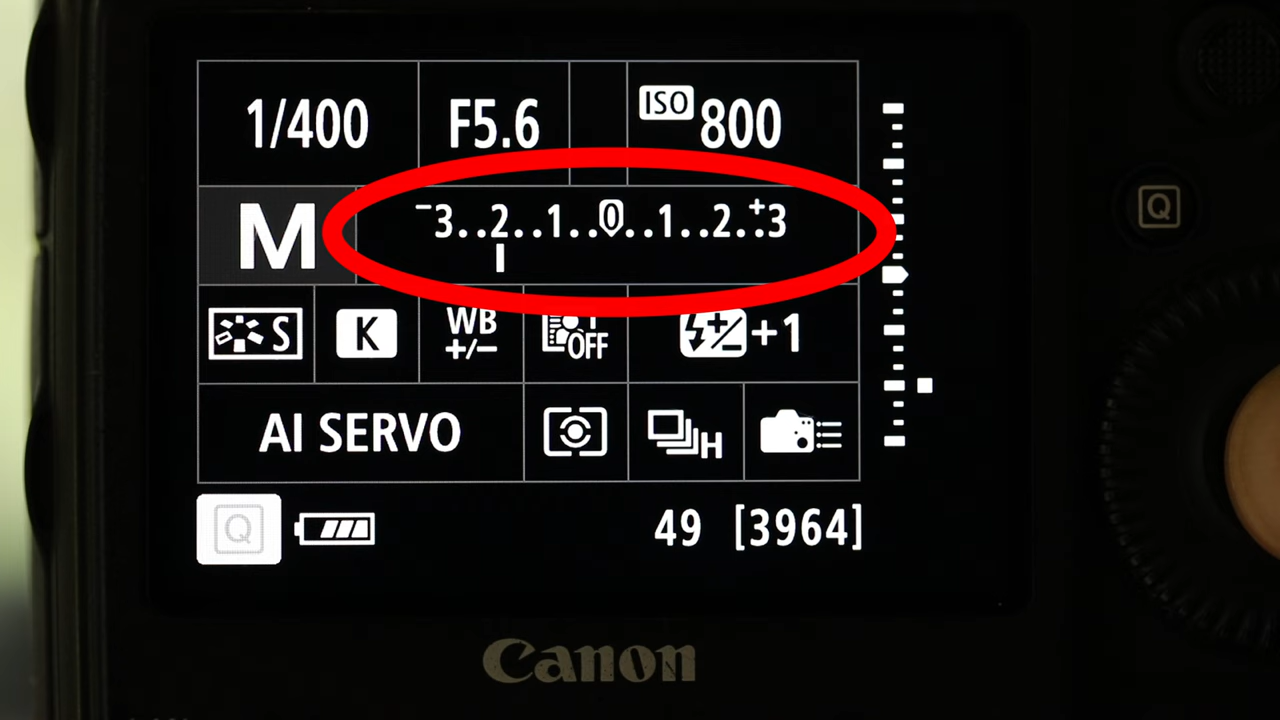 1/400 F5.6 ISO 800
M -3..2..1..0..1..2..+3
S K WB +/− OFF +1
AI SERVO H
Q 49 [3964]
Q
Canon